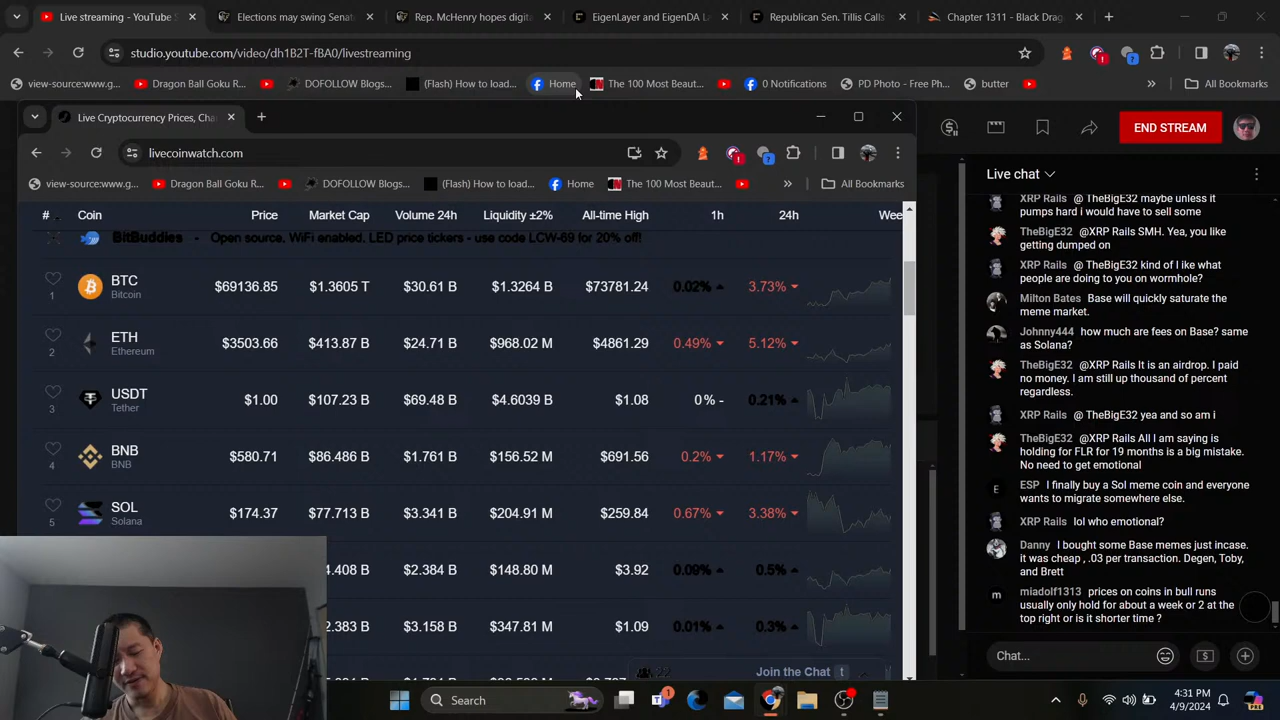 Live streaming - YouTube S
Elections may swing Senat
Rep. McHenry hopes digita
EigenLayer and EigenDA La
Republican Sen. Tillis Calls
Chapter 1311 - Black Drag
studio.youtube.com/video/dh1B2T-fBA0/livestreaming
view-source:www.g...
Dragon Ball Goku R...
DOFOLLOW Blogs...
(Flash) How to load...
Home
The 100 Most Beaut...
0 Notifications
PD Photo - Free Ph...
butter
»
All Bookmarks
Live Cryptocurrency Prices, Cha
livecoinwatch.com
view-source:www.g...
Dragon Ball Goku R...
DOFOLLOW Blogs...
(Flash) How to load...
Home
The 100 Most Beaut...
»
All Bookmarks
# Coin Price Market Cap Volume 24h Liquidity ±2% All-time High 1h 24h Wee
BitBuddies - Open source, WiFi enabled, LED price tickers - use code LCW-69 for 20% off!
1 BTC Bitcoin $69136.85 $1.3605 T $30.61 B $1.3264 B $73781.24 0.02% 3.73%
2 ETH Ethereum $3503.66 $413.87 B $24.71 B $968.02 M $4861.29 0.49% 5.12%
3 USDT Tether $1.00 $107.23 B $69.48 B $4.6039 B $1.08 0% - 0.21%
4 BNB BNB $580.71 $86.486 B $1.761 B $156.52 M $691.56 0.2% 1.17%
5 SOL Solana $174.37 $77.713 B $3.341 B $204.91 M $259.84 0.67% 3.38%
4.408 B $2.384 B $148.80 M $3.92 0.09% 0.5%
2.383 B $3.158 B $347.81 M $1.09 0.01% 0.3%
Join the Chat t
END STREAM
Live chat
XRP Rails @ TheBigE32 maybe unless it
pumps hard i would have to sell some
TheBigE32 @XRP Rails SMH. Yea, you like
getting dumped on
XRP Rails @ TheBigE32 kind of I like what
people are doing to you on wormhole?
Milton Bates Base will quickly saturate the
meme market.
Johnny444 how much are fees on Base? same
as Solana?
TheBigE32 @XRP Rails It is an airdrop. I paid
no money. I am still up thousand of percent
regardless.
XRP Rails @ TheBigE32 yea and so am i
TheBigE32 @XRP Rails All I am saying is
holding for FLR for 19 months is a big mistake.
No need to get emotional
E
ESP I finally buy a Sol meme coin and everyone
wants to migrate somewhere else.
XRP Rails lol who emotional?
Danny I bought some Base memes just incase.
it was cheap , .03 per transaction. Degen, Toby,
and Brett
m
miadolf1313 prices on coins in bull runs
usually only hold for about a week or 2 at the
top right or is it shorter time ?
Chat...
Search
4:31 PM
4/9/2024